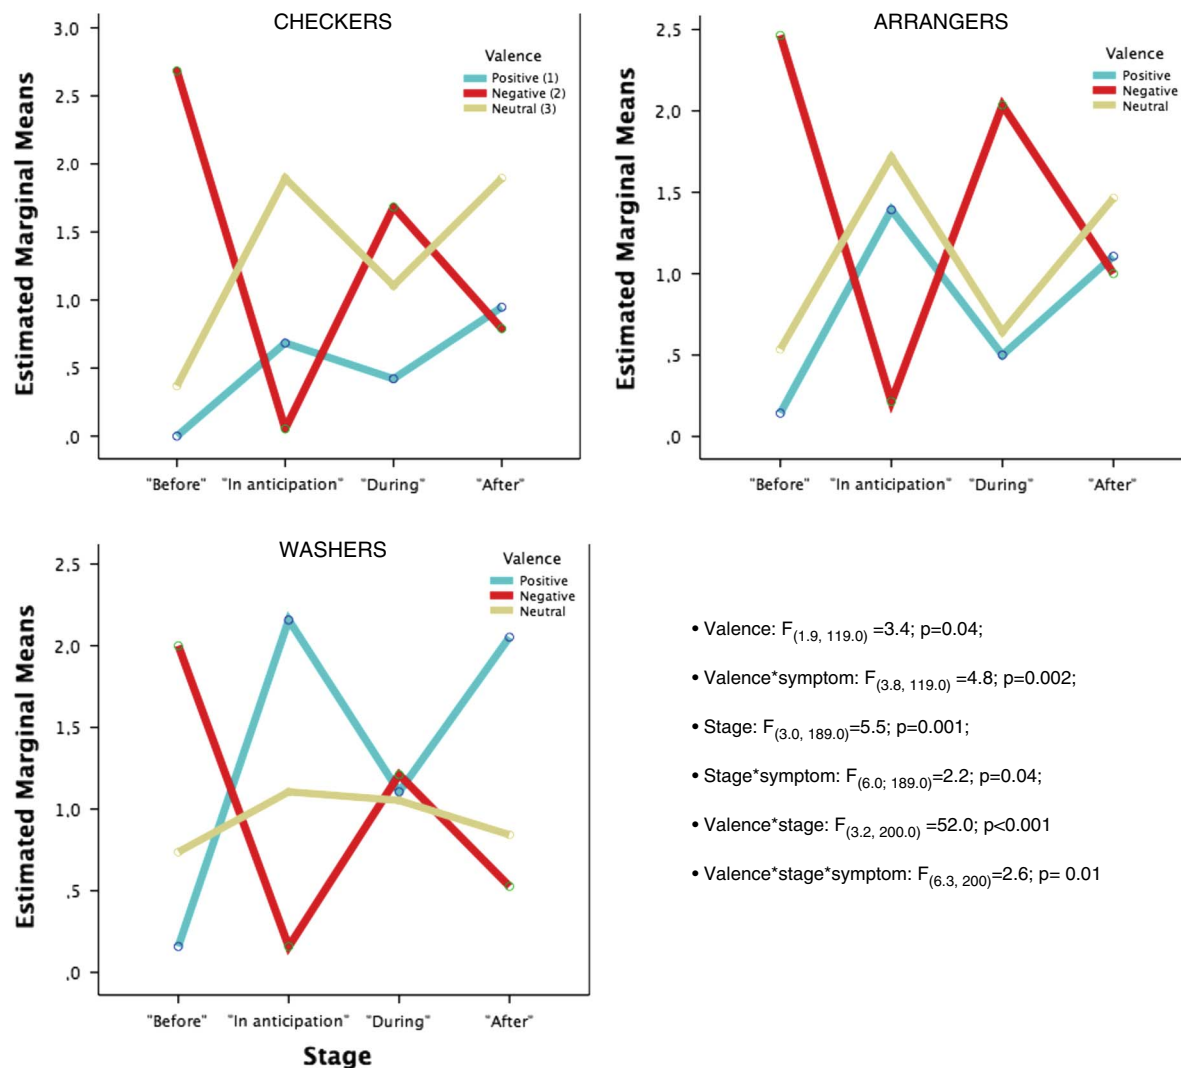 CHECKERS
Valence
Positive (1)
Negative (2)
Neutral (3)
Estimated Marginal Means
3.0
2.5
2.0
1.5
1.0
.5
.0
"Before" "In anticipation" "During" "After"
ARRANGERS
Valence
Positive
Negative
Neutral
Estimated Marginal Means
2.5
2.0
1.5
1.0
.5
.0
"Before" "In anticipation" "During" "After"
WASHERS
Valence
Positive
Negative
Neutral
Estimated Marginal Means
2.5
2.0
1.5
1.0
.5
.0
"Before" "In anticipation" "During" "After"
Stage
• Valence: F(1.9, 119.0) =3.4; p=0.04;
• Valence*symptom: F(3.8, 119.0) =4.8; p=0.002;
• Stage: F(3.0, 189.0)=5.5; p=0.001;
• Stage*symptom: F(6.0; 189.0)=2.2; p=0.04;
• Valence*stage: F(3.2, 200.0) =52.0; p<0.001
• Valence*stage*symptom: F(6.3, 200)=2.6; p= 0.01